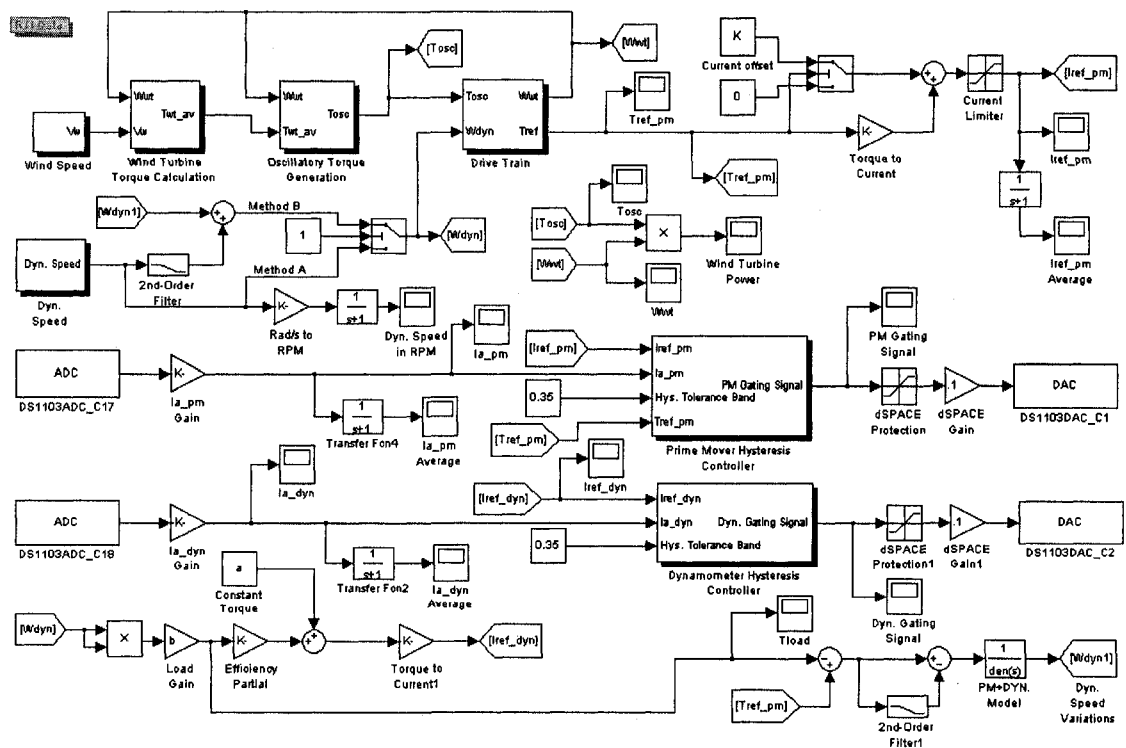 RTI Data
[Tosc]
[Wwt]
K
Current offset
0
[Iref_pm]
Current
Limiter
Wwt
Vw
Twt_av
Wwt
Twt_av
Tosc
Tosc
Wdyn
Wwt
Tref
Tref_pm
Vw
Wind Speed
Wind Turbine
Torque Calculation
Oscillatory Torque
Generation
Drive Train
K-
Torque to
Current
Iref_pm
[Tref_pm]
1
s+1
[Wdyn1]
Method B
1
[Wdyn]
Method A
[Tosc]
Tosc
×
[Wwt]
Wwt
Wind Turbine
Power
Iref_pm
Average
Dyn. Speed
Dyn.
Speed
2nd-Order
Filter
K-
Rad/s to
RPM
1
s+1
Dyn. Speed
in RPM
Ia_pm
[Iref_pm]
PM Gating
Signal
ADC
DS1103ADC_C17
K-
Ia_pm
Gain
1
s+1
Transfer Fcn4
Ia_pm
Average
0.35
[Tref_pm]
Iref_pm
Ia_pm
Hys. Tolerance Band
Tref_pm
PM Gating Signal
Prime Mover Hysteresis
Controller
dSPACE
Protection
.1
dSPACE
Gain
DAC
DS1103DAC_C1
Ia_dyn
[Iref_dyn]
Iref_dyn
ADC
DS1103ADC_C18
K-
Ia_dyn
Gain
1
s+1
Transfer Fcn2
Ia_dyn
Average
0.35
Iref_dyn
Ia_dyn
Hys. Tolerance Band
Dyn. Gating Signal
Dynamometer Hysteresis
Controller
dSPACE
Protection1
.1
dSPACE
Gain1
DAC
DS1103DAC_C2
Dyn. Gating
Signal
a
Constant
Torque
[Wdyn]
×
b
Load
Gain
K-
Efficiency
Partial
K-
Torque to
Current1
[Iref_dyn]
Tload
[Tref_pm]
2nd-Order
Filter1
1
den(s)
PM+DYN.
Model
[Wdyn1]
Dyn.
Speed
Variations